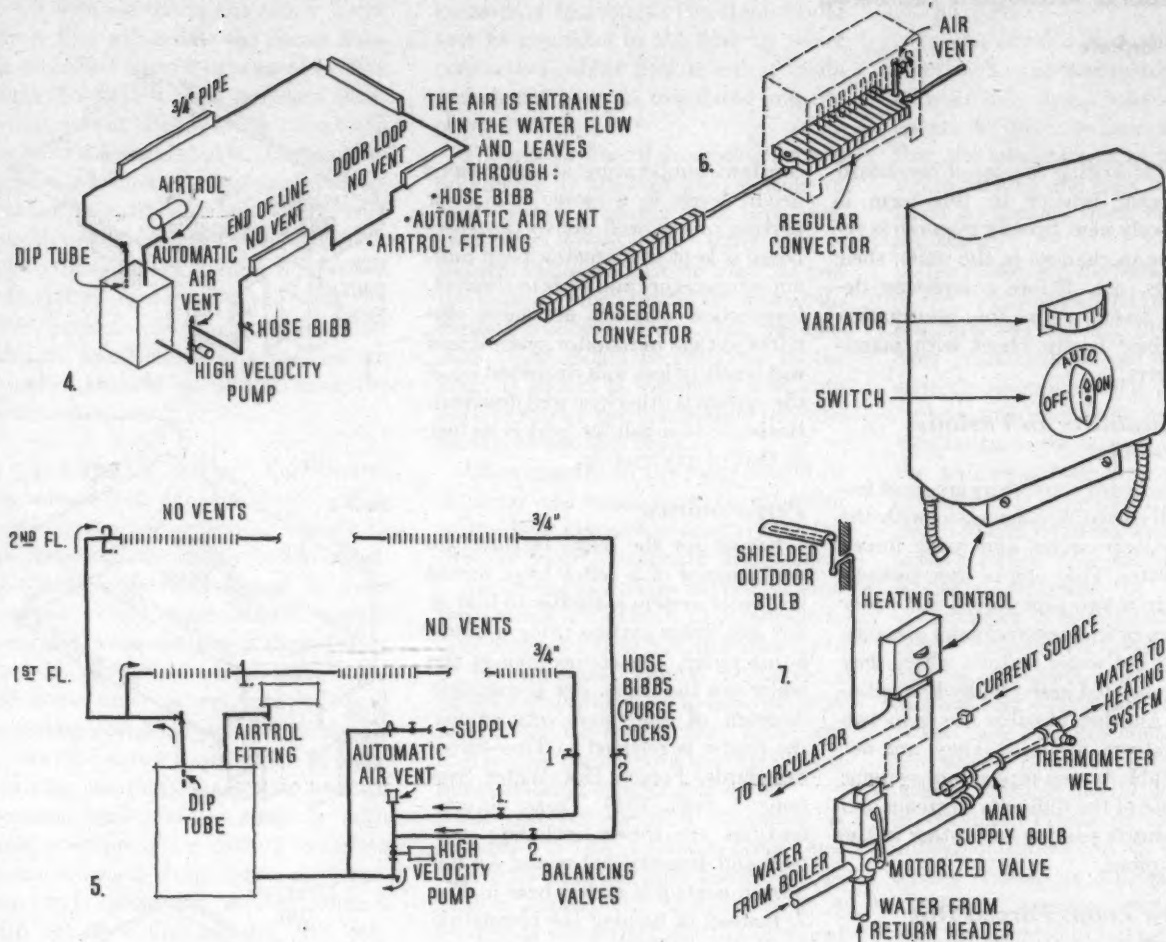 3/4" PIPE
AIRTROL
DIP TUBE
AUTOMATIC
AIR
VENT
END OF LINE
NO VENT
DOOR LOOP
NO VENT
HOSE BIBB
HIGH VELOCITY
PUMP
4.
THE AIR IS ENTRAINED
IN THE WATER FLOW
AND LEAVES
THROUGH:
•HOSE BIBB
•AUTOMATIC AIR VENT
•AIRTROL FITTING
AIR
VENT
6.
REGULAR
CONVECTOR
BASEBOARD
CONVECTOR
VARIATOR
SWITCH
AUTO.
OFF
ON
NO VENTS
2ND FL.
2.
3/4"
NO VENTS
3/4"
1ST FL.
1.
AIRTROL
FITTING
SUPPLY
AUTOMATIC
AIR VENT
DIP
TUBE
HOSE
BIBBS
(PURGE
COCKS)
1
2.
1.
2.
HIGH
VELOCITY
PUMP
BALANCING
VALVES
5.
SHIELDED
OUTDOOR
BULB
7.
HEATING CONTROL
CURRENT SOURCE
WATER TO
HEATING
SYSTEM
TO CIRCULATOR
THERMOMETER
WELL
MAIN
SUPPLY BULB
MOTORIZED VALVE
WATER
FROM BOILER
WATER FROM
RETURN HEADER